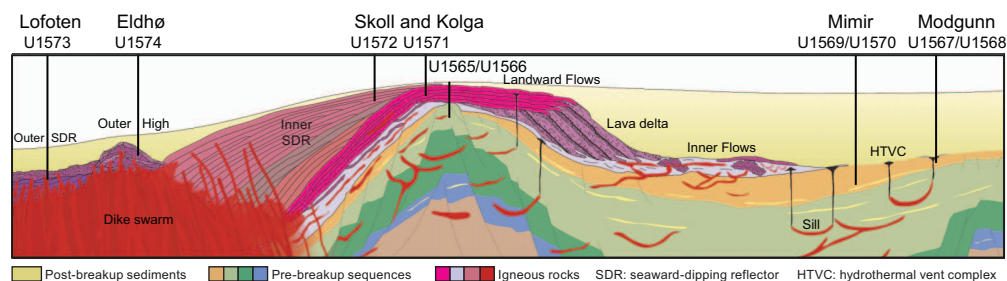 Lofoten Eldhø Skoll and Kolga Mimir Modgunn
U1573 U1574 U1572 U1571 U1569/U1570 U1567/U1568
U1565/U1566
Landward Flows
Outer SDR
Outer High
Inner
SDR
Lava delta
Inner Flows
HTVC
Dike swarm
Sill
Post-breakup sediments Pre-breakup sequences Igneous rocks SDR: seaward-dipping reflector HTVC: hydrothermal vent complex